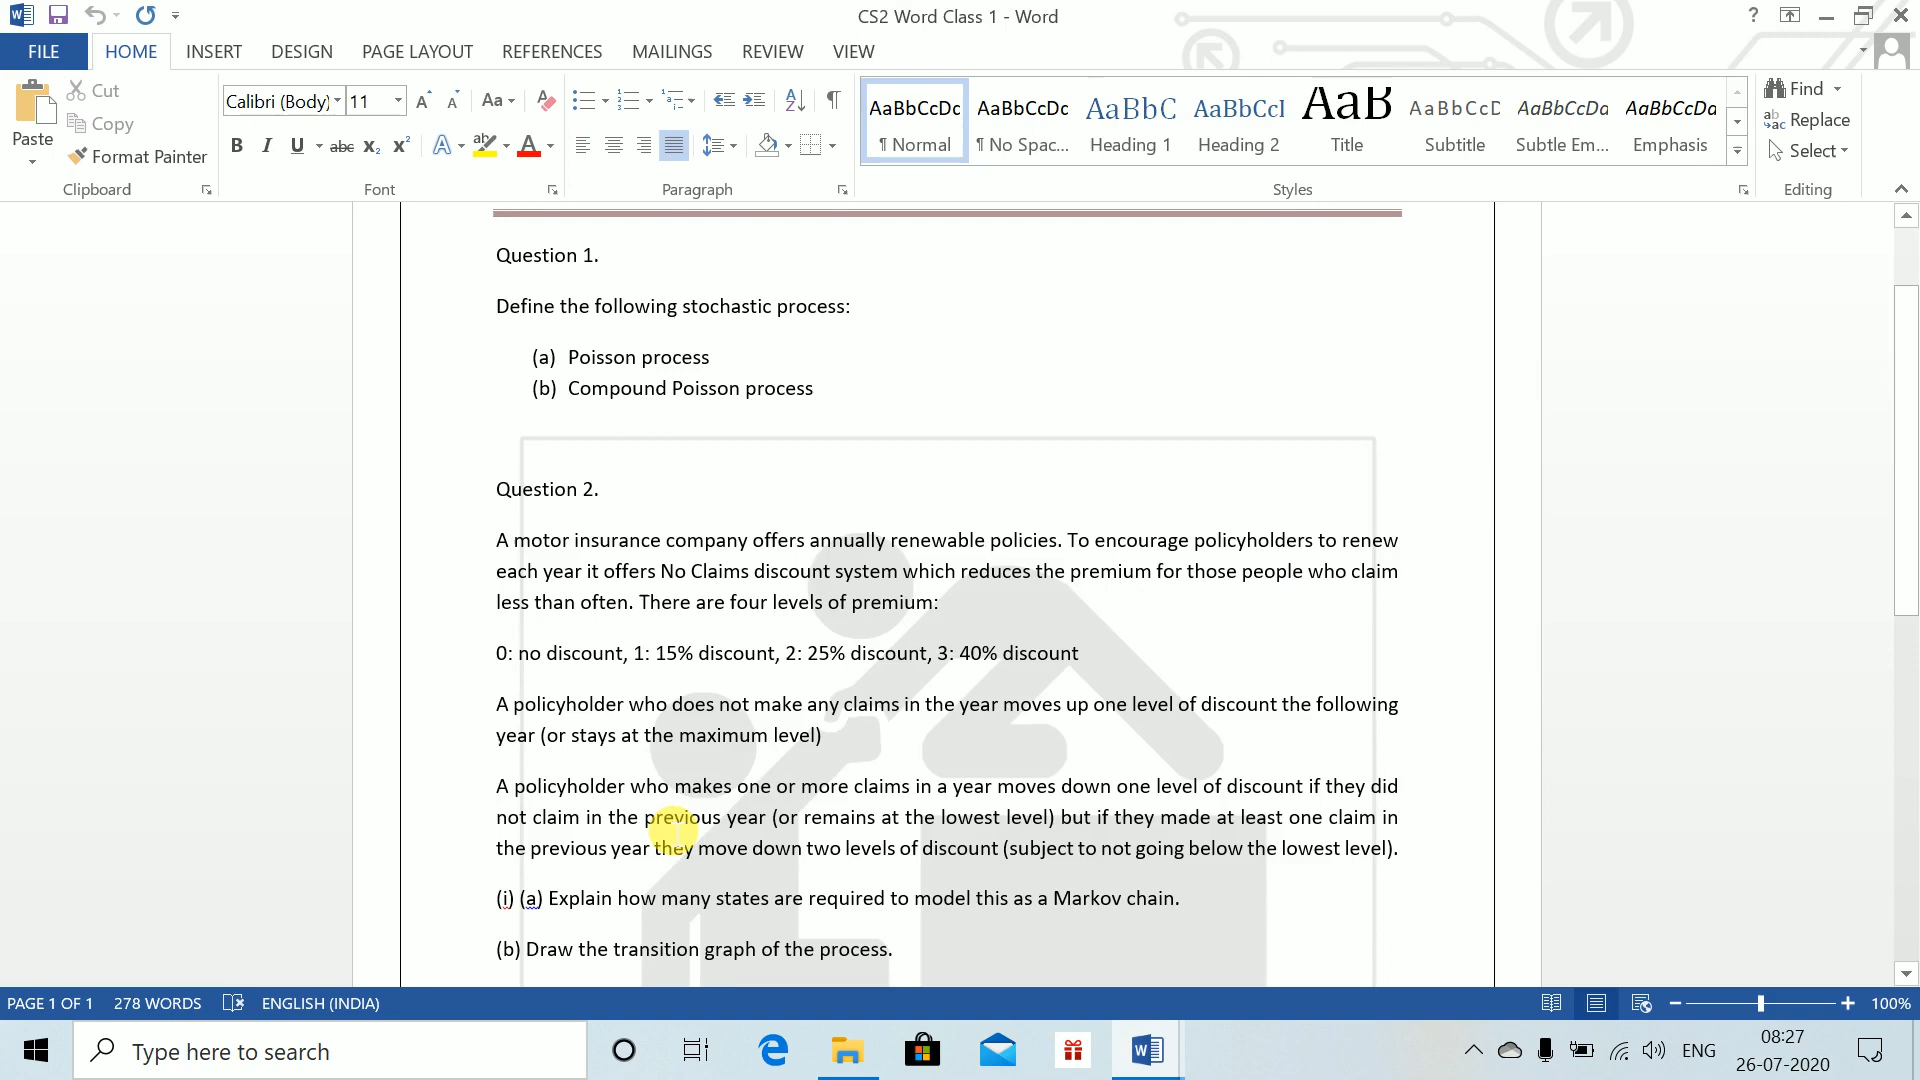 CS2 Word Class 1 - Word
?
FILE HOME INSERT DESIGN PAGE LAYOUT REFERENCES MAILINGS REVIEW VIEW
Paste
Cut
Copy
Format Painter
Clipboard
Calibri (Body) 11
Font
Paragraph
AaBbCcDc AaBbCcDc AaBbC AaBbCcI AaB AaBbCcD AaBbCcDa AaBbCcDa
¶ Normal ¶ No Spac... Heading 1 Heading 2 Title Subtitle Subtle Em... Emphasis
Styles
Find
Replace
Select
Editing
Question 1.
Define the following stochastic process:
(a) Poisson process
(b) Compound Poisson process
Question 2.
A motor insurance company offers annually renewable policies. To encourage policyholders to renew
each year it offers No Claims discount system which reduces the premium for those people who claim
less than often. There are four levels of premium:
0: no discount, 1: 15% discount, 2: 25% discount, 3: 40% discount
A policyholder who does not make any claims in the year moves up one level of discount the following
year (or stays at the maximum level)
A policyholder who makes one or more claims in a year moves down one level of discount if they did
not claim in the previous year (or remains at the lowest level) but if they made at least one claim in
the previous year they move down two levels of discount (subject to not going below the lowest level).
(i) (a) Explain how many states are required to model this as a Markov chain.
(b) Draw the transition graph of the process.
PAGE 1 OF 1 278 WORDS ENGLISH (INDIA) 100%
Type here to search
ENG
08:27
26-07-2020